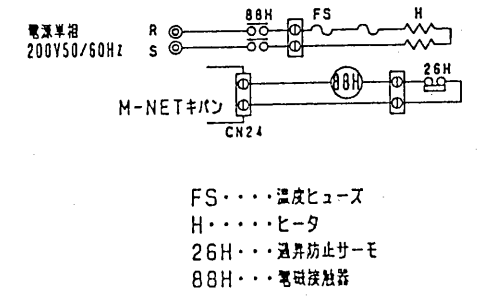 88H FS H
電源単相 R
200V50/60Hz S
88H 26H
M-NETキバン
CN24
FS・・・・温度ヒューズ
H・・・・・ヒータ
26H・・・過昇防止サーモ
88H・・・電磁接触器